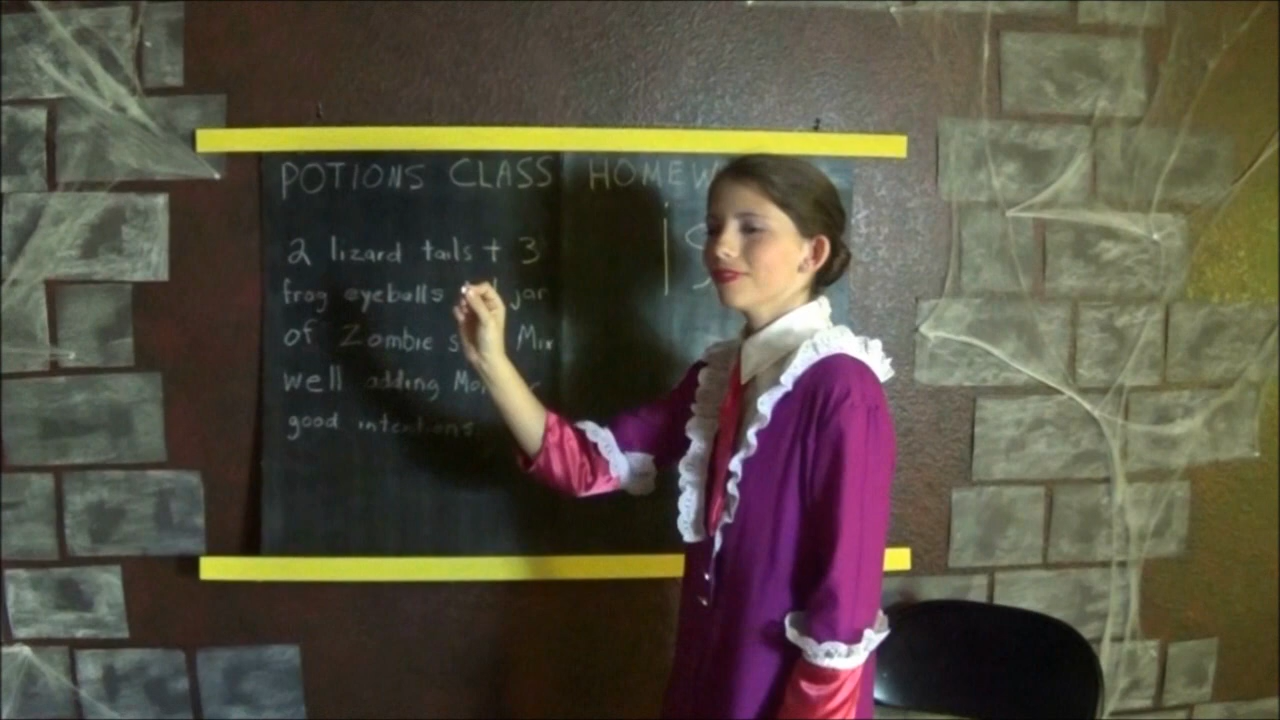 POTIONS CLASS HOMEW
2 lizard tails + 3
frog eyeballs jar
of Zombie Mix
well adding
good intentions